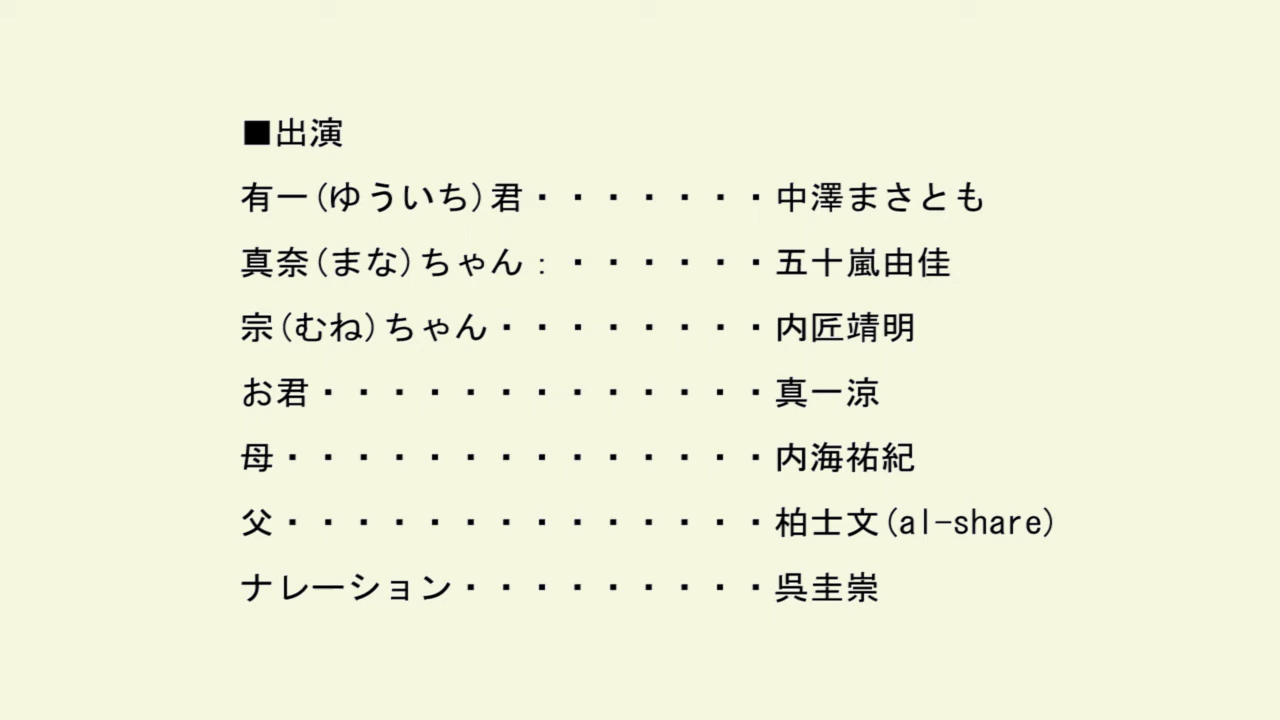 ■出演
有一(ゆういち)君・・・・・・・中澤まさとも
真奈(まな)ちゃん：・・・・・・五十嵐由佳
宗(むね)ちゃん・・・・・・・・内匠靖明
お君・・・・・・・・・・・・・真一涼
母・・・・・・・・・・・・・・内海祐紀
父・・・・・・・・・・・・・・柏士文(al-share)
ナレーション・・・・・・・・・呉圭崇